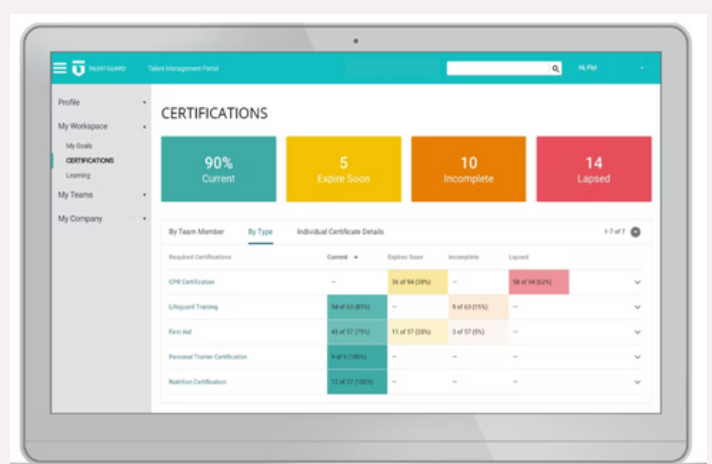 TALENTGUARD
Talent Management Portal
Profile
My Workspace
My Goals
CERTIFICATIONS
Learning
My Teams
My Company
CERTIFICATIONS
90%
Current
5
Expire Soon
10
Incomplete
14
Lapsed
By Team Member By Type Individual Certificate Details 1-7 of 7
Required Certifications Current Expires Soon Incomplete Lapsed
CPR Certification – 36 of 94 (38%) – 58 of 94 (62%)
Lifeguard Training 54 of 63 (85%) – 9 of 63 (15%) –
First Aid 43 of 57 (75%) 11 of 57 (20%) 3 of 57 (5%) –
Personal Trainer Certification 9 of 9 (100%) – – –
Nutrition Certification 12 of 12 (100%) – – –